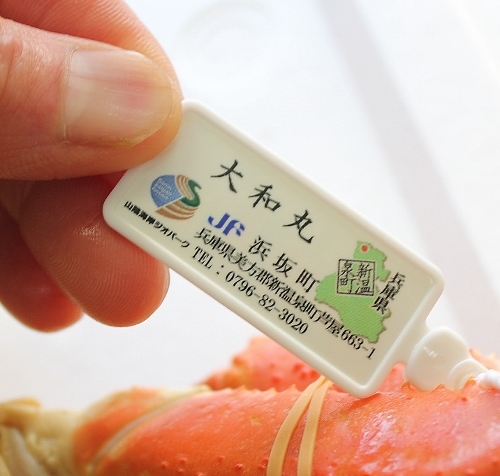 大和丸
JF 浜坂町
兵庫県美方郡新温泉町芦屋663-1
TEL：0796-82-3020
山陰海岸ジオパーク
兵庫県
新温泉町